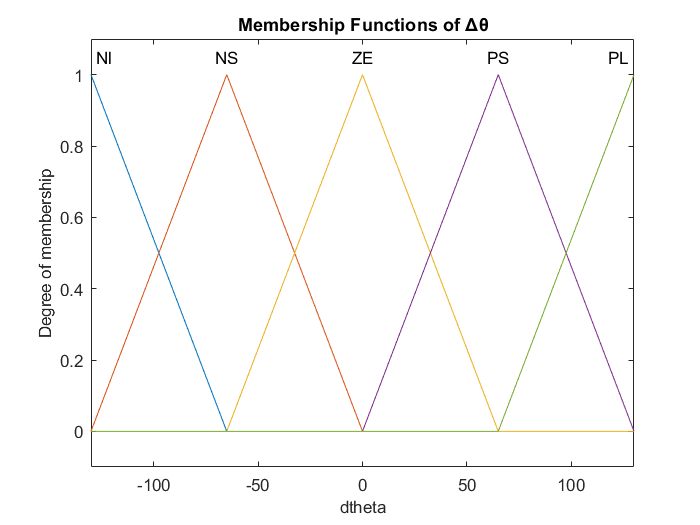 Membership Functions of Δθ
NI NS ZE PS PL
1
0.8
0.6
0.4
0.2
0
Degree of membership
-100 -50 0 50 100
dtheta